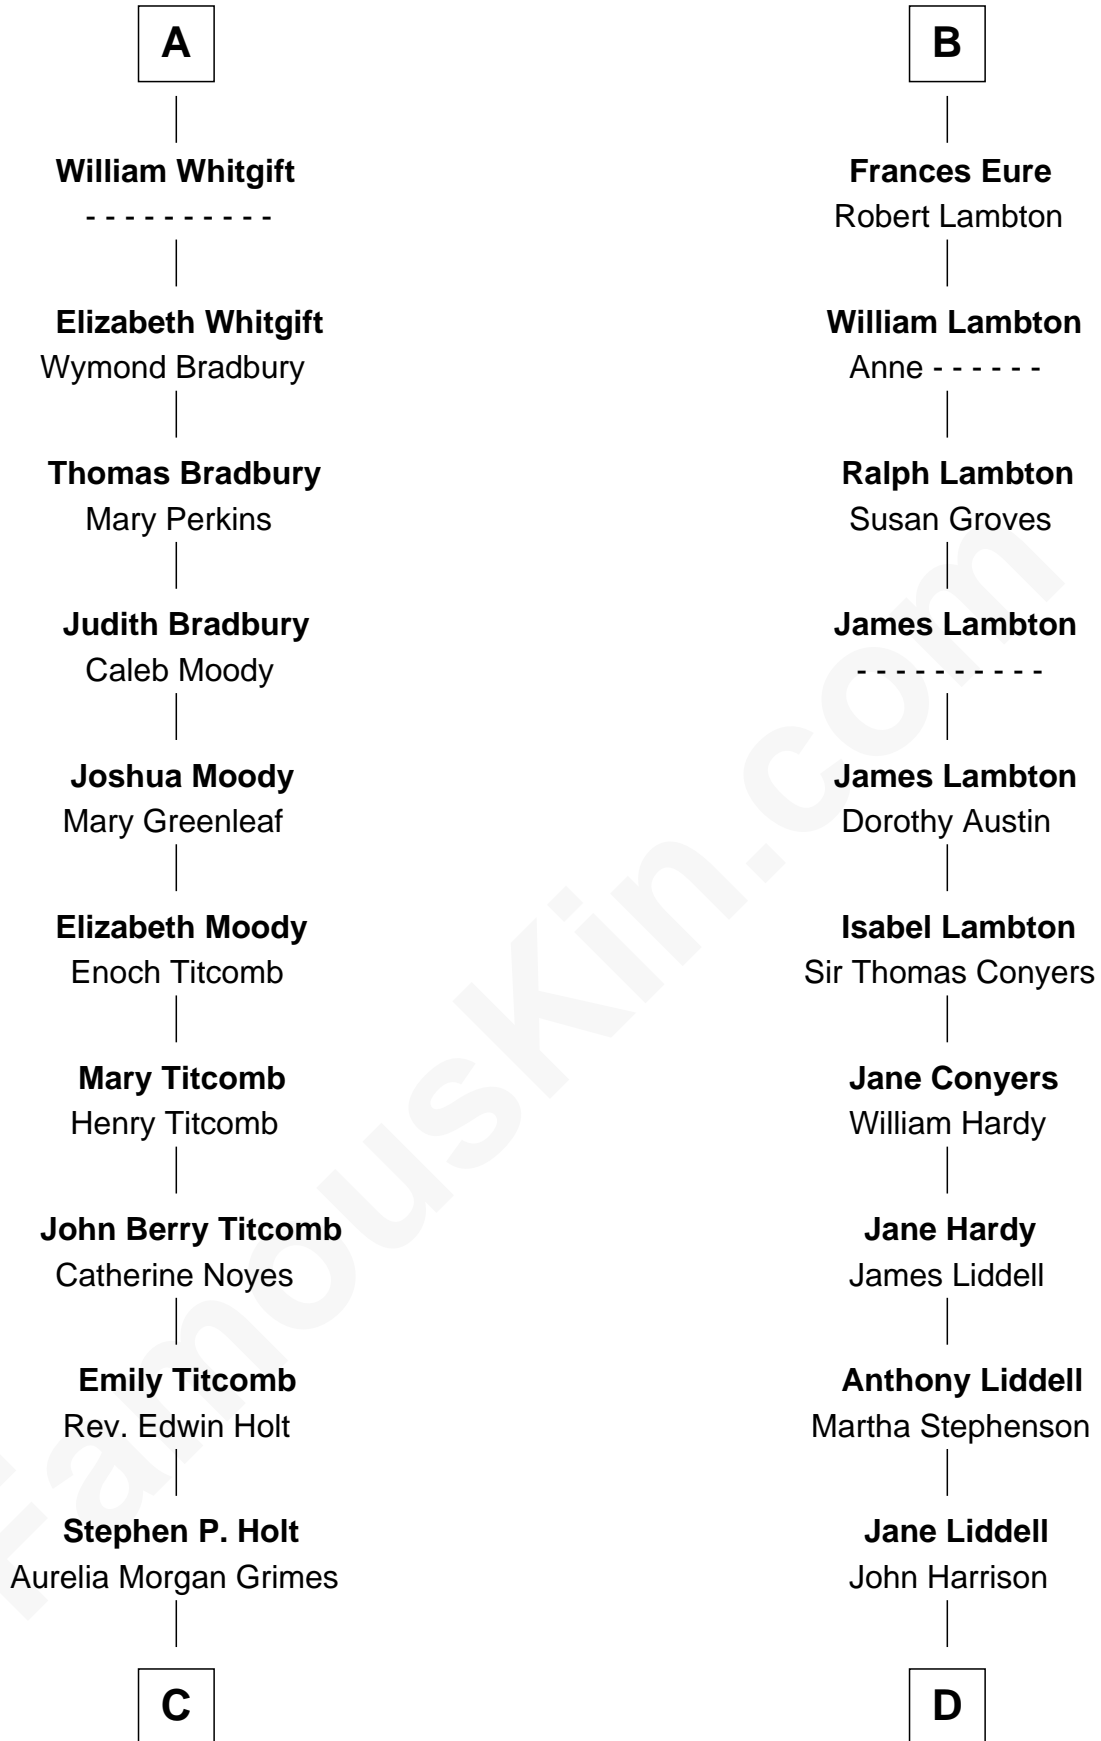 A
William Whitgift
- - - - - - - - - -
Elizabeth Whitgift
Wymond Bradbury
Thomas Bradbury
Mary Perkins
Judith Bradbury
Caleb Moody
Joshua Moody
Mary Greenleaf
Elizabeth Moody
Enoch Titcomb
Mary Titcomb
Henry Titcomb
John Berry Titcomb
Catherine Noyes
Emily Titcomb
Rev. Edwin Holt
Stephen P. Holt
Aurelia Morgan Grimes
C
B
Frances Eure
Robert Lambton
William Lambton
Anne - - - - - -
Ralph Lambton
Susan Groves
James Lambton
- - - - - - - - - -
James Lambton
Dorothy Austin
Isabel Lambton
Sir Thomas Conyers
Jane Conyers
William Hardy
Jane Hardy
James Liddell
Anthony Liddell
Martha Stephenson
Jane Liddell
John Harrison
D
FamousKin.com